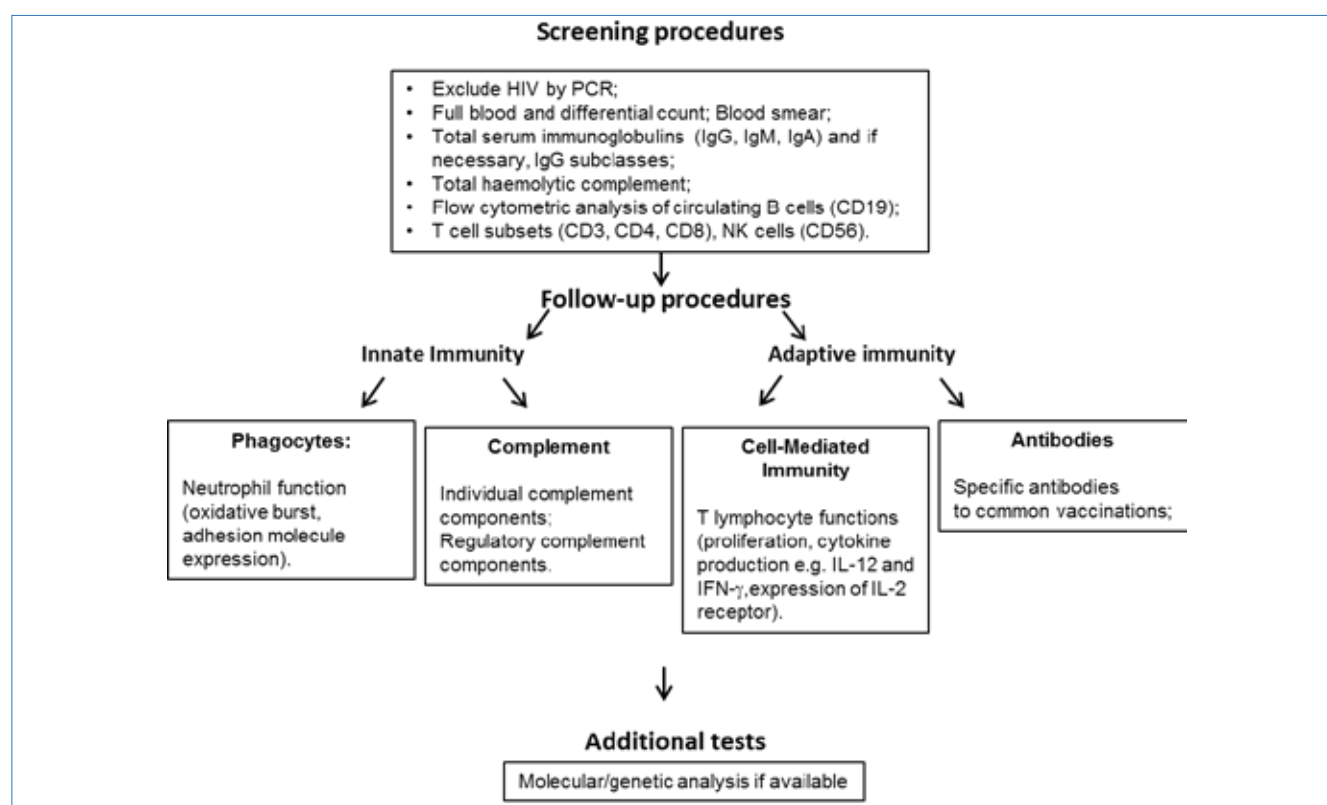 Screening procedures
• Exclude HIV by PCR;
• Full blood and differential count; Blood smear;
• Total serum immunoglobulins (IgG, IgM, IgA) and if
necessary, IgG subclasses;
• Total haemolytic complement;
• Flow cytometric analysis of circulating B cells (CD19);
• T cell subsets (CD3, CD4, CD8), NK cells (CD56).
Follow-up procedures
Innate Immunity
Adaptive immunity
Phagocytes:
Neutrophil function
(oxidative burst,
adhesion molecule
expression).
Complement
Individual complement
components;
Regulatory complement
components.
Cell-Mediated
Immunity
T lymphocyte functions
(proliferation, cytokine
production e.g. IL-12 and
IFN-γ,expression of IL-2
receptor).
Antibodies
Specific antibodies
to common vaccinations;
Additional tests
Molecular/genetic analysis if available